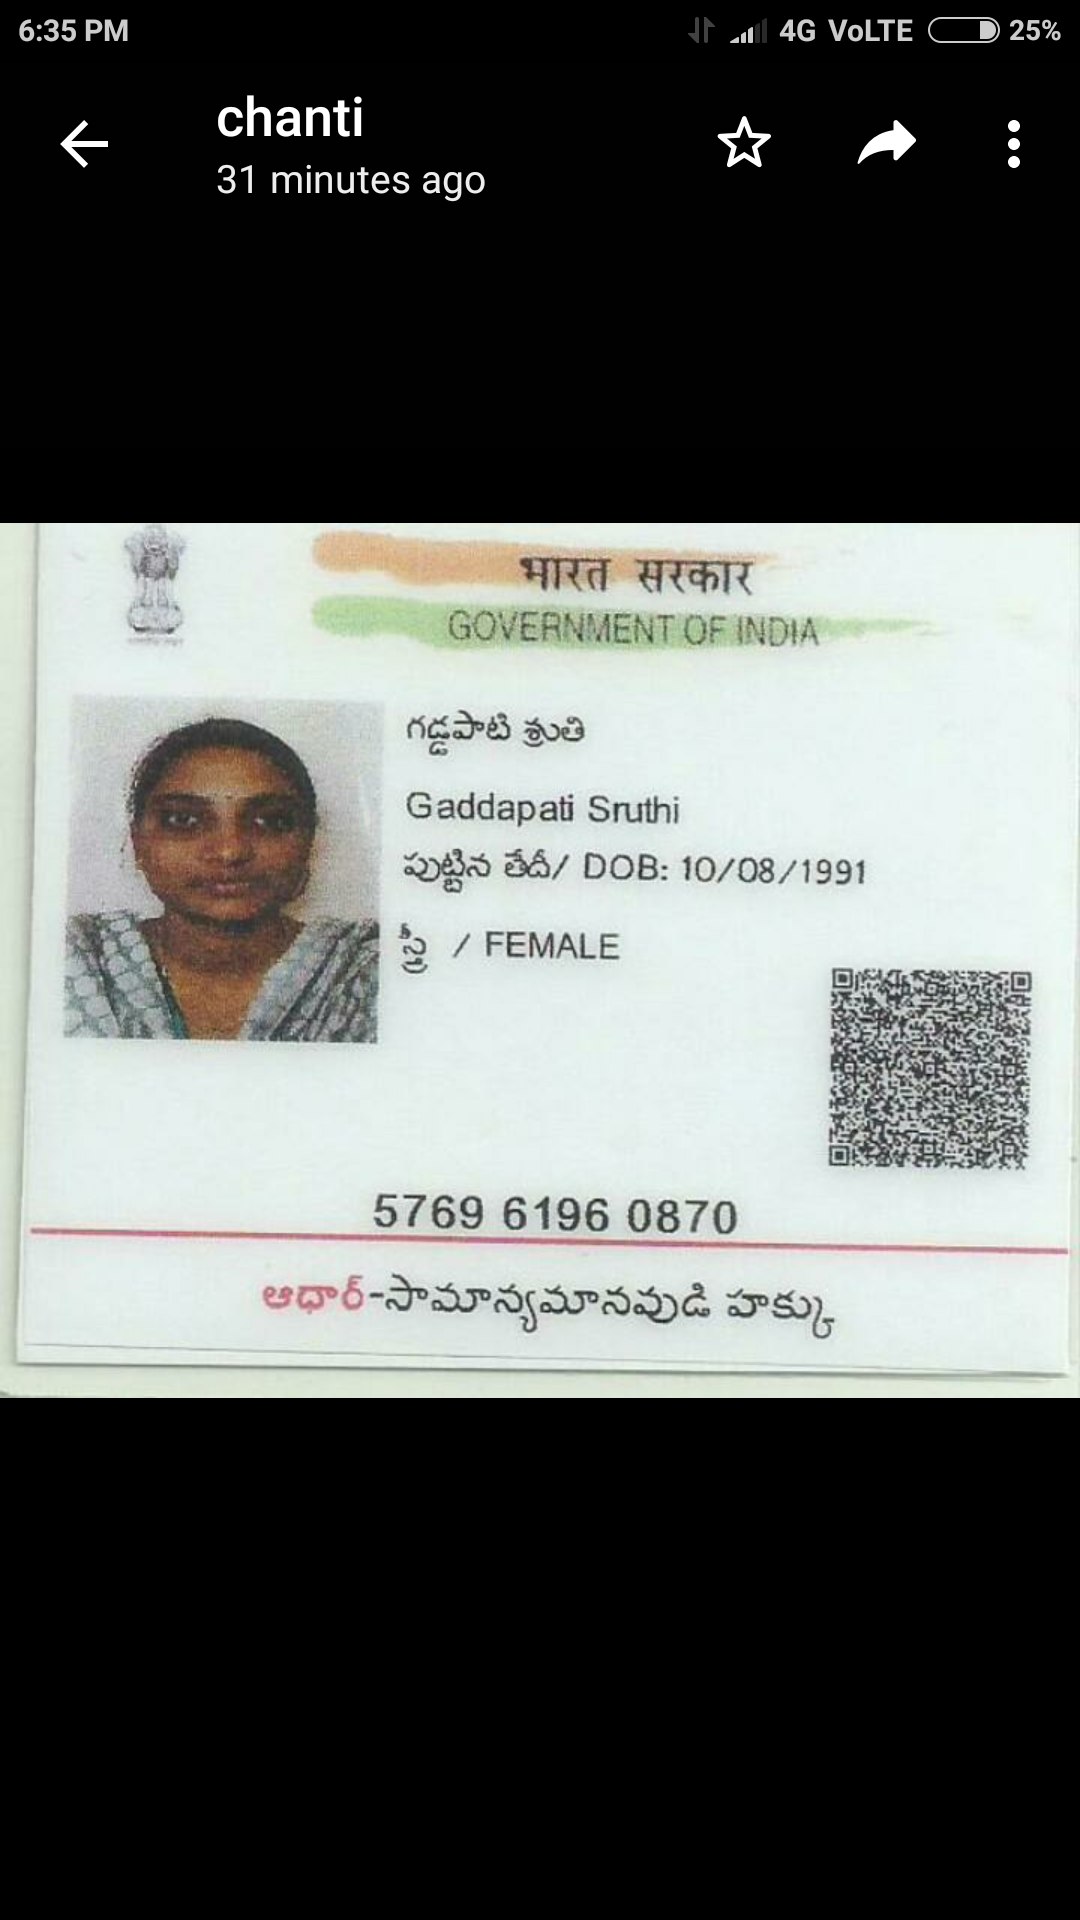 6:35 PM 4G VoLTE 25%
chanti
31 minutes ago
भारत सरकार
GOVERNMENT OF INDIA
గడ్డపాటి శ్రుతి
Gaddapati Sruthi
పుట్టిన తేదీ/ DOB: 10/08/1991
స్త్రీ / FEMALE
5769 6196 0870
ఆధార్-సామాన్యమానవుడి హక్కు